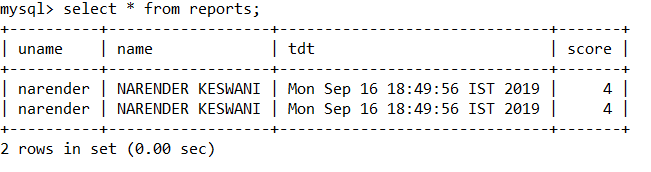 mysql> select * from reports;
+----------+------------------+------------------------------+-------+
| uname    | name             | tdt                          | score |
+----------+------------------+------------------------------+-------+
| narender | NARENDER KESWANI | Mon Sep 16 18:49:56 IST 2019 |     4 |
| narender | NARENDER KESWANI | Mon Sep 16 18:49:56 IST 2019 |     4 |
+----------+------------------+------------------------------+-------+
2 rows in set (0.00 sec)